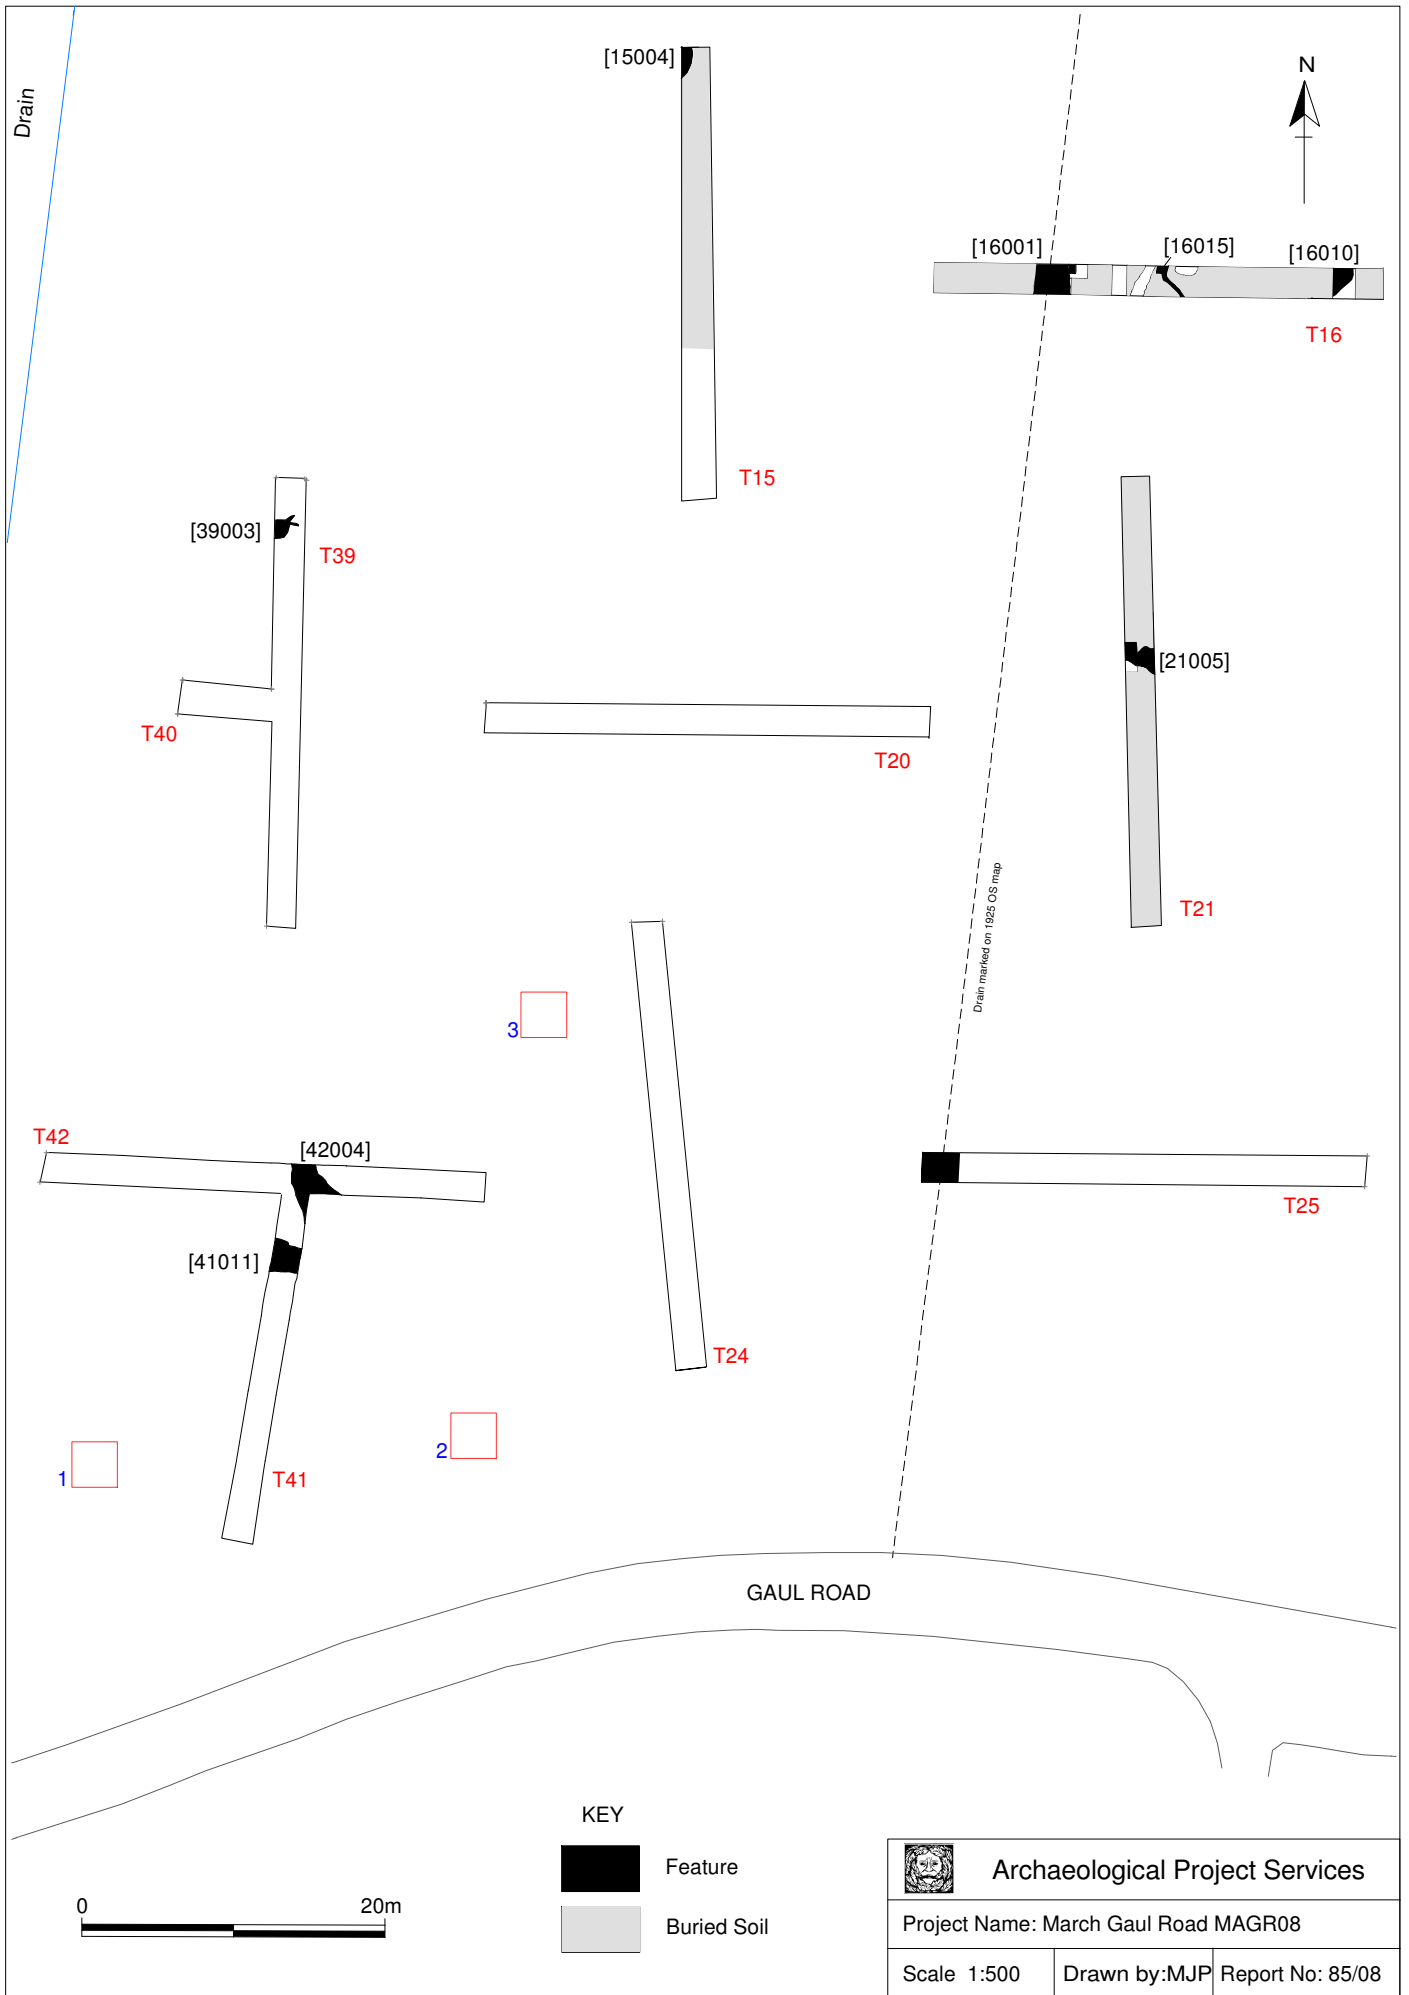 Drain
[15004]
N
[16001]
[16015]
[16010]
T16
T15
[39003]
T39
[21005]
T40
T20
T21
Drain marked on 1925 OS map
3
T42
[42004]
T25
[41011]
T24
2
1
T41
GAUL ROAD
KEY
Feature
Buried Soil
0
20m
Archaeological Project Services
Project Name: March Gaul Road MAGR08
Scale 1:500
Drawn by:MJP
Report No: 85/08